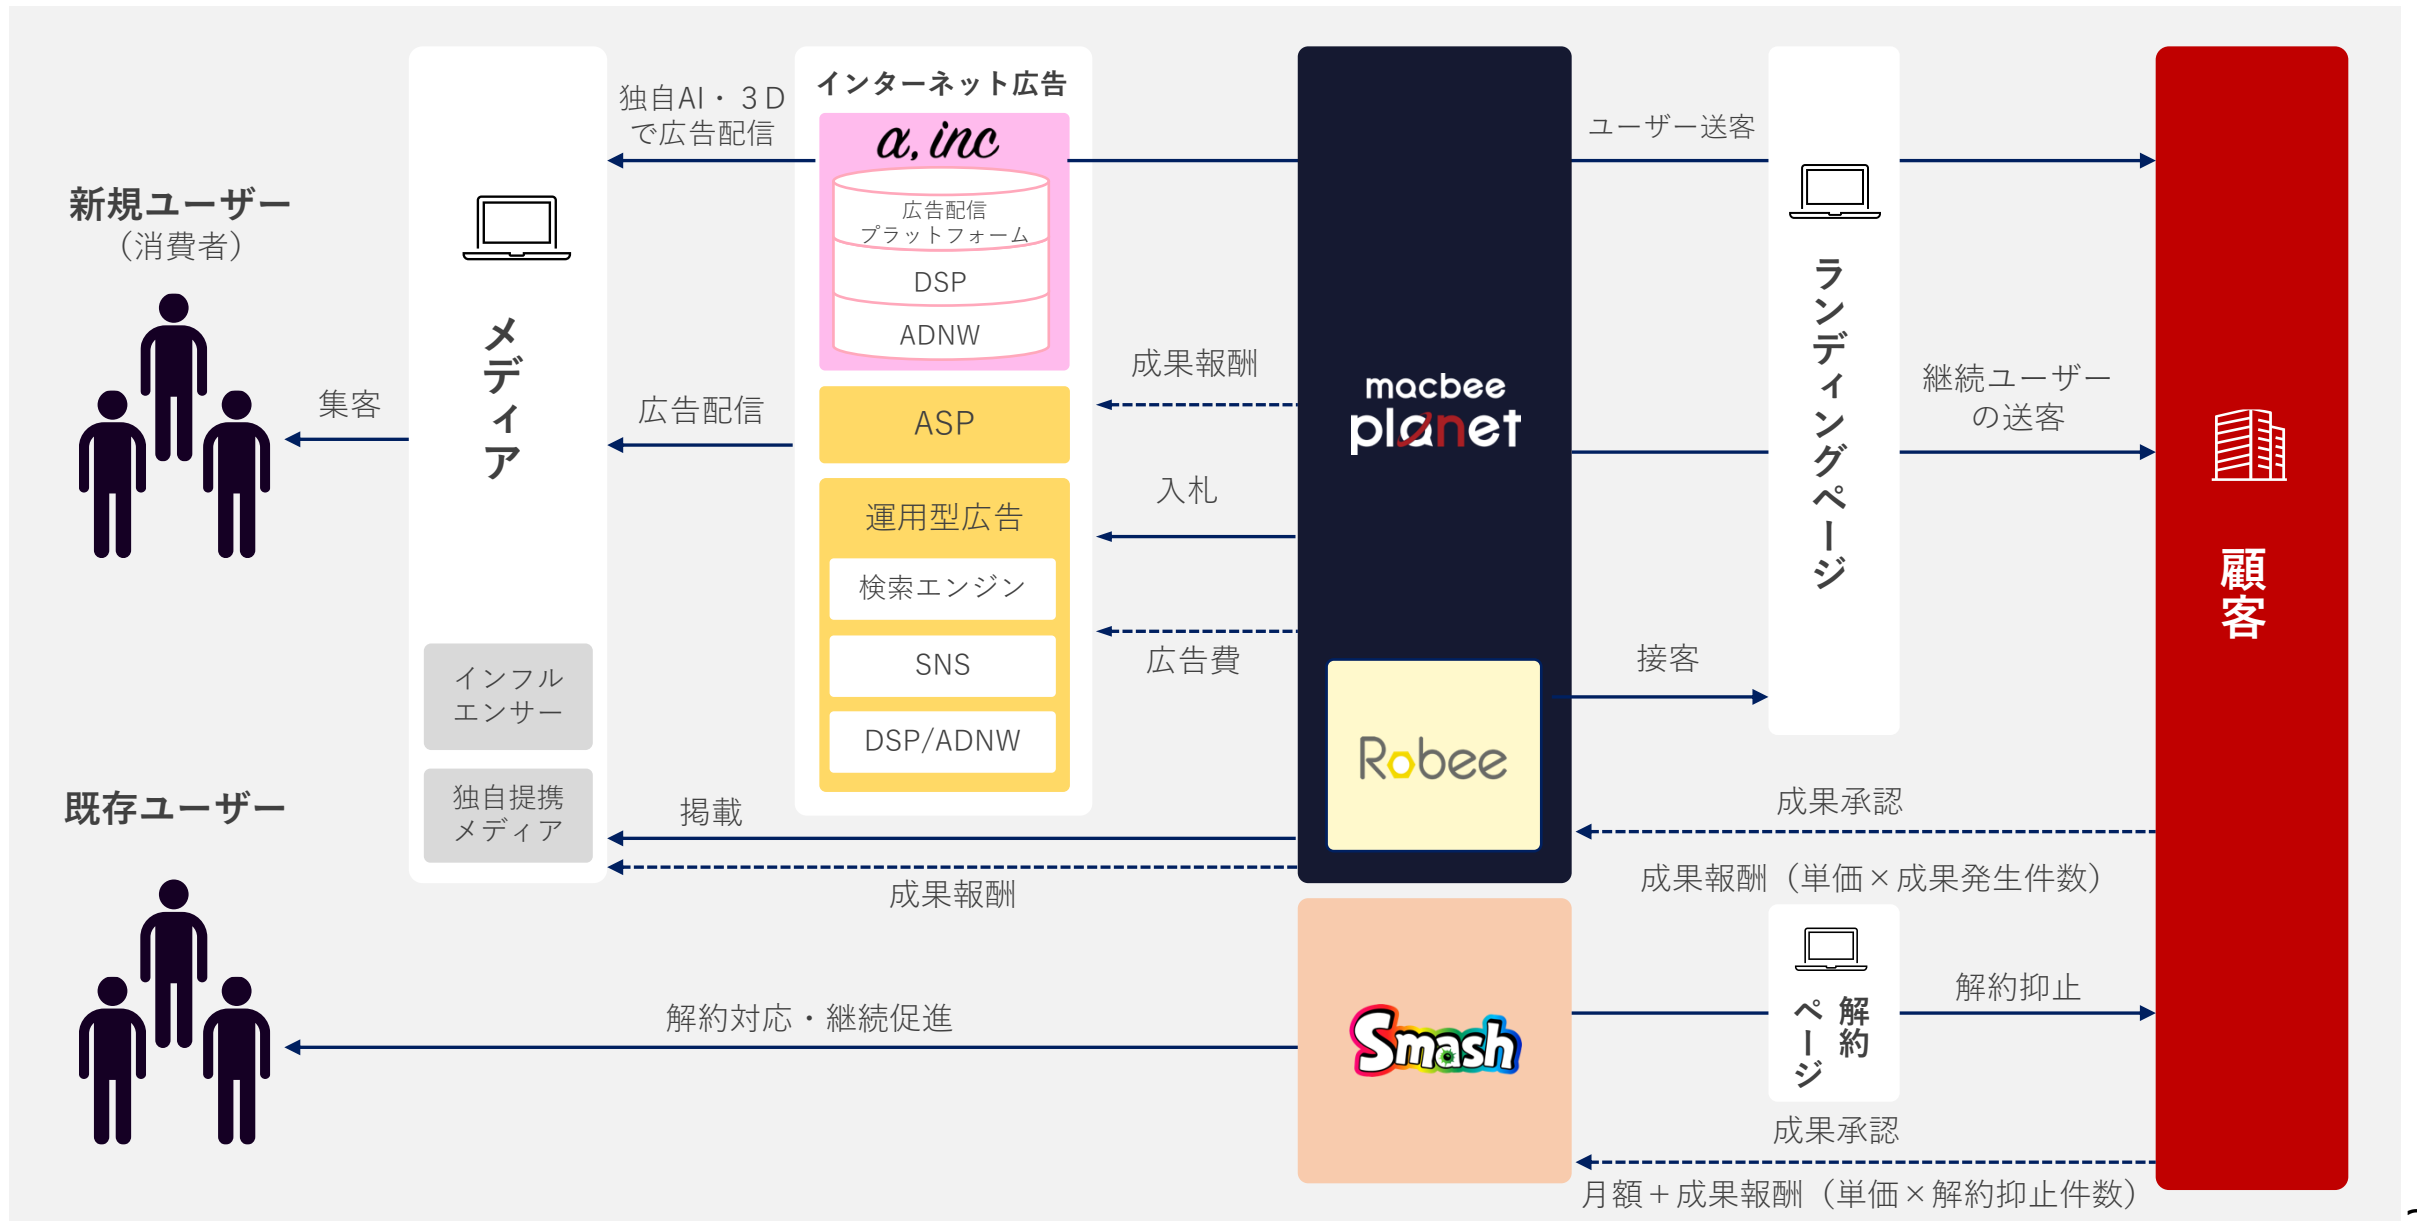 新規ユーザー
（消費者）
集客
既存ユーザー
メディア
インフル
エンサー
独自提携
メディア
独自AI・３D
で広告配信
広告配信
掲載
成果報酬
解約対応・継続促進
インターネット広告
α, inc
広告配信
プラットフォーム
DSP
ADNW
ASP
運用型広告
検索エンジン
SNS
DSP/ADNW
成果報酬
入札
広告費
macbee
planet
Robee
Smash
ユーザー送客
接客
ランディングページ
継続ユーザー
の送客
成果承認
成果報酬（単価×成果発生件数）
解約
ページ
解約抑止
成果承認
月額＋成果報酬（単価×解約抑止件数）
顧客